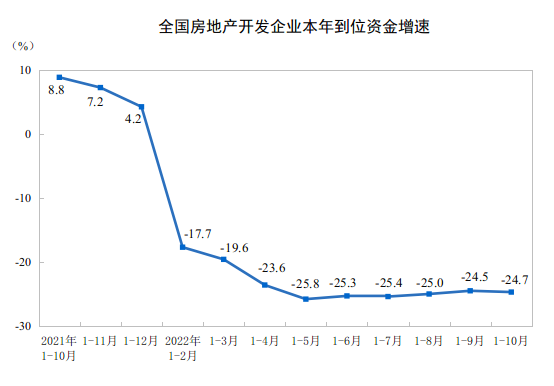 全国房地产开发企业本年到位资金增速
（%）
10
0
-10
-20
-30
8.8
7.2
4.2
-17.7
-19.6
-23.6
-25.8
-25.3
-25.4
-25.0
-24.5
-24.7
2021年
1-10月
1-11月
1-12月
2022年
1-2月
1-3月
1-4月
1-5月
1-6月
1-7月
1-8月
1-9月
1-10月